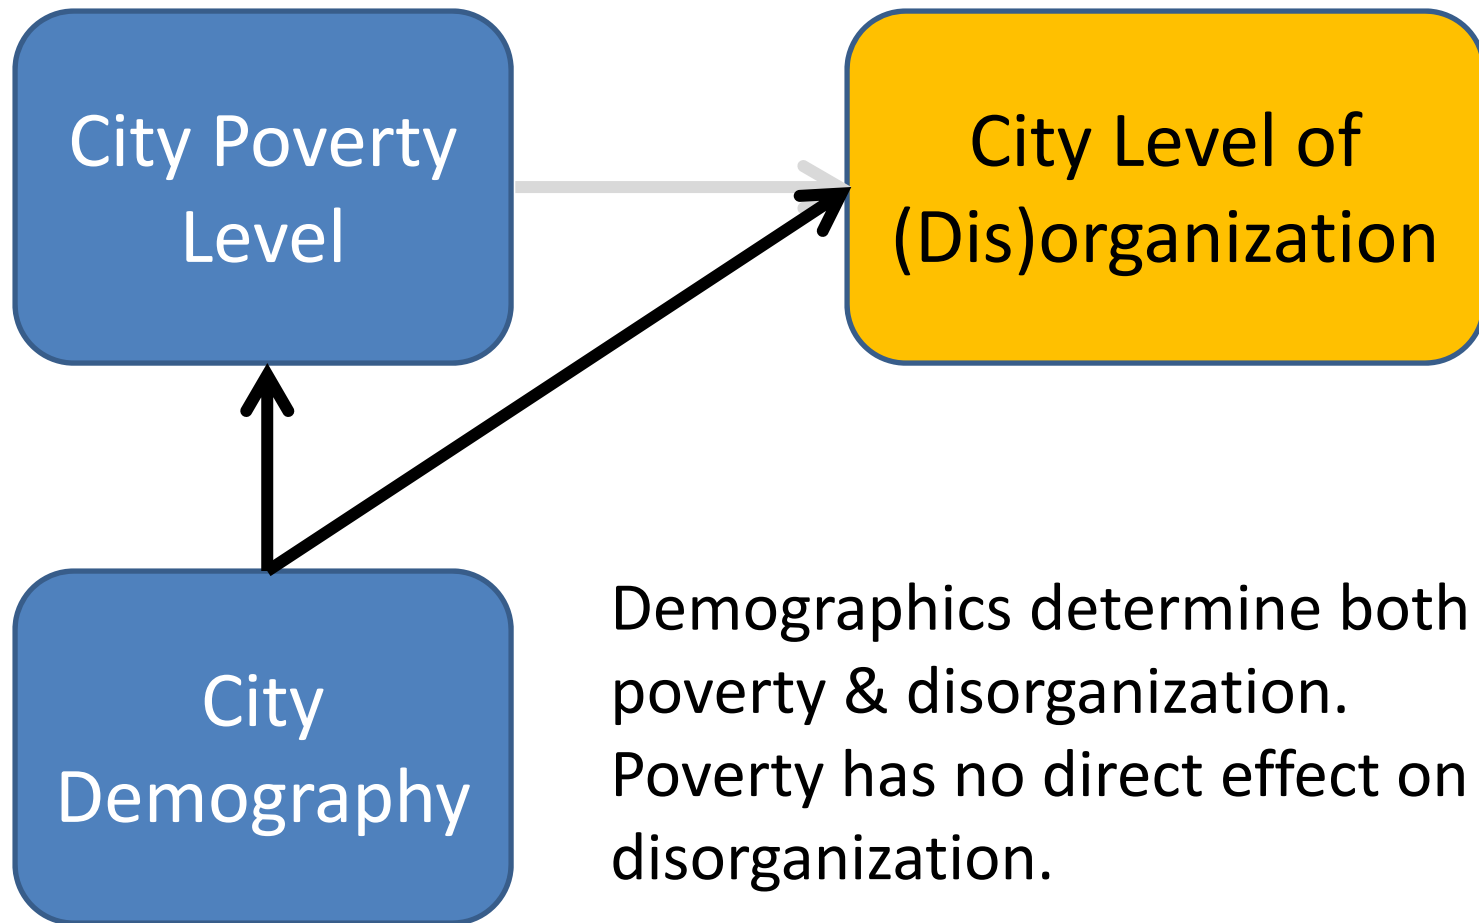 City Poverty
Level
City Level of
(Dis)organization
City
Demography
Demographics determine both
poverty & disorganization.
Poverty has no direct effect on
disorganization.